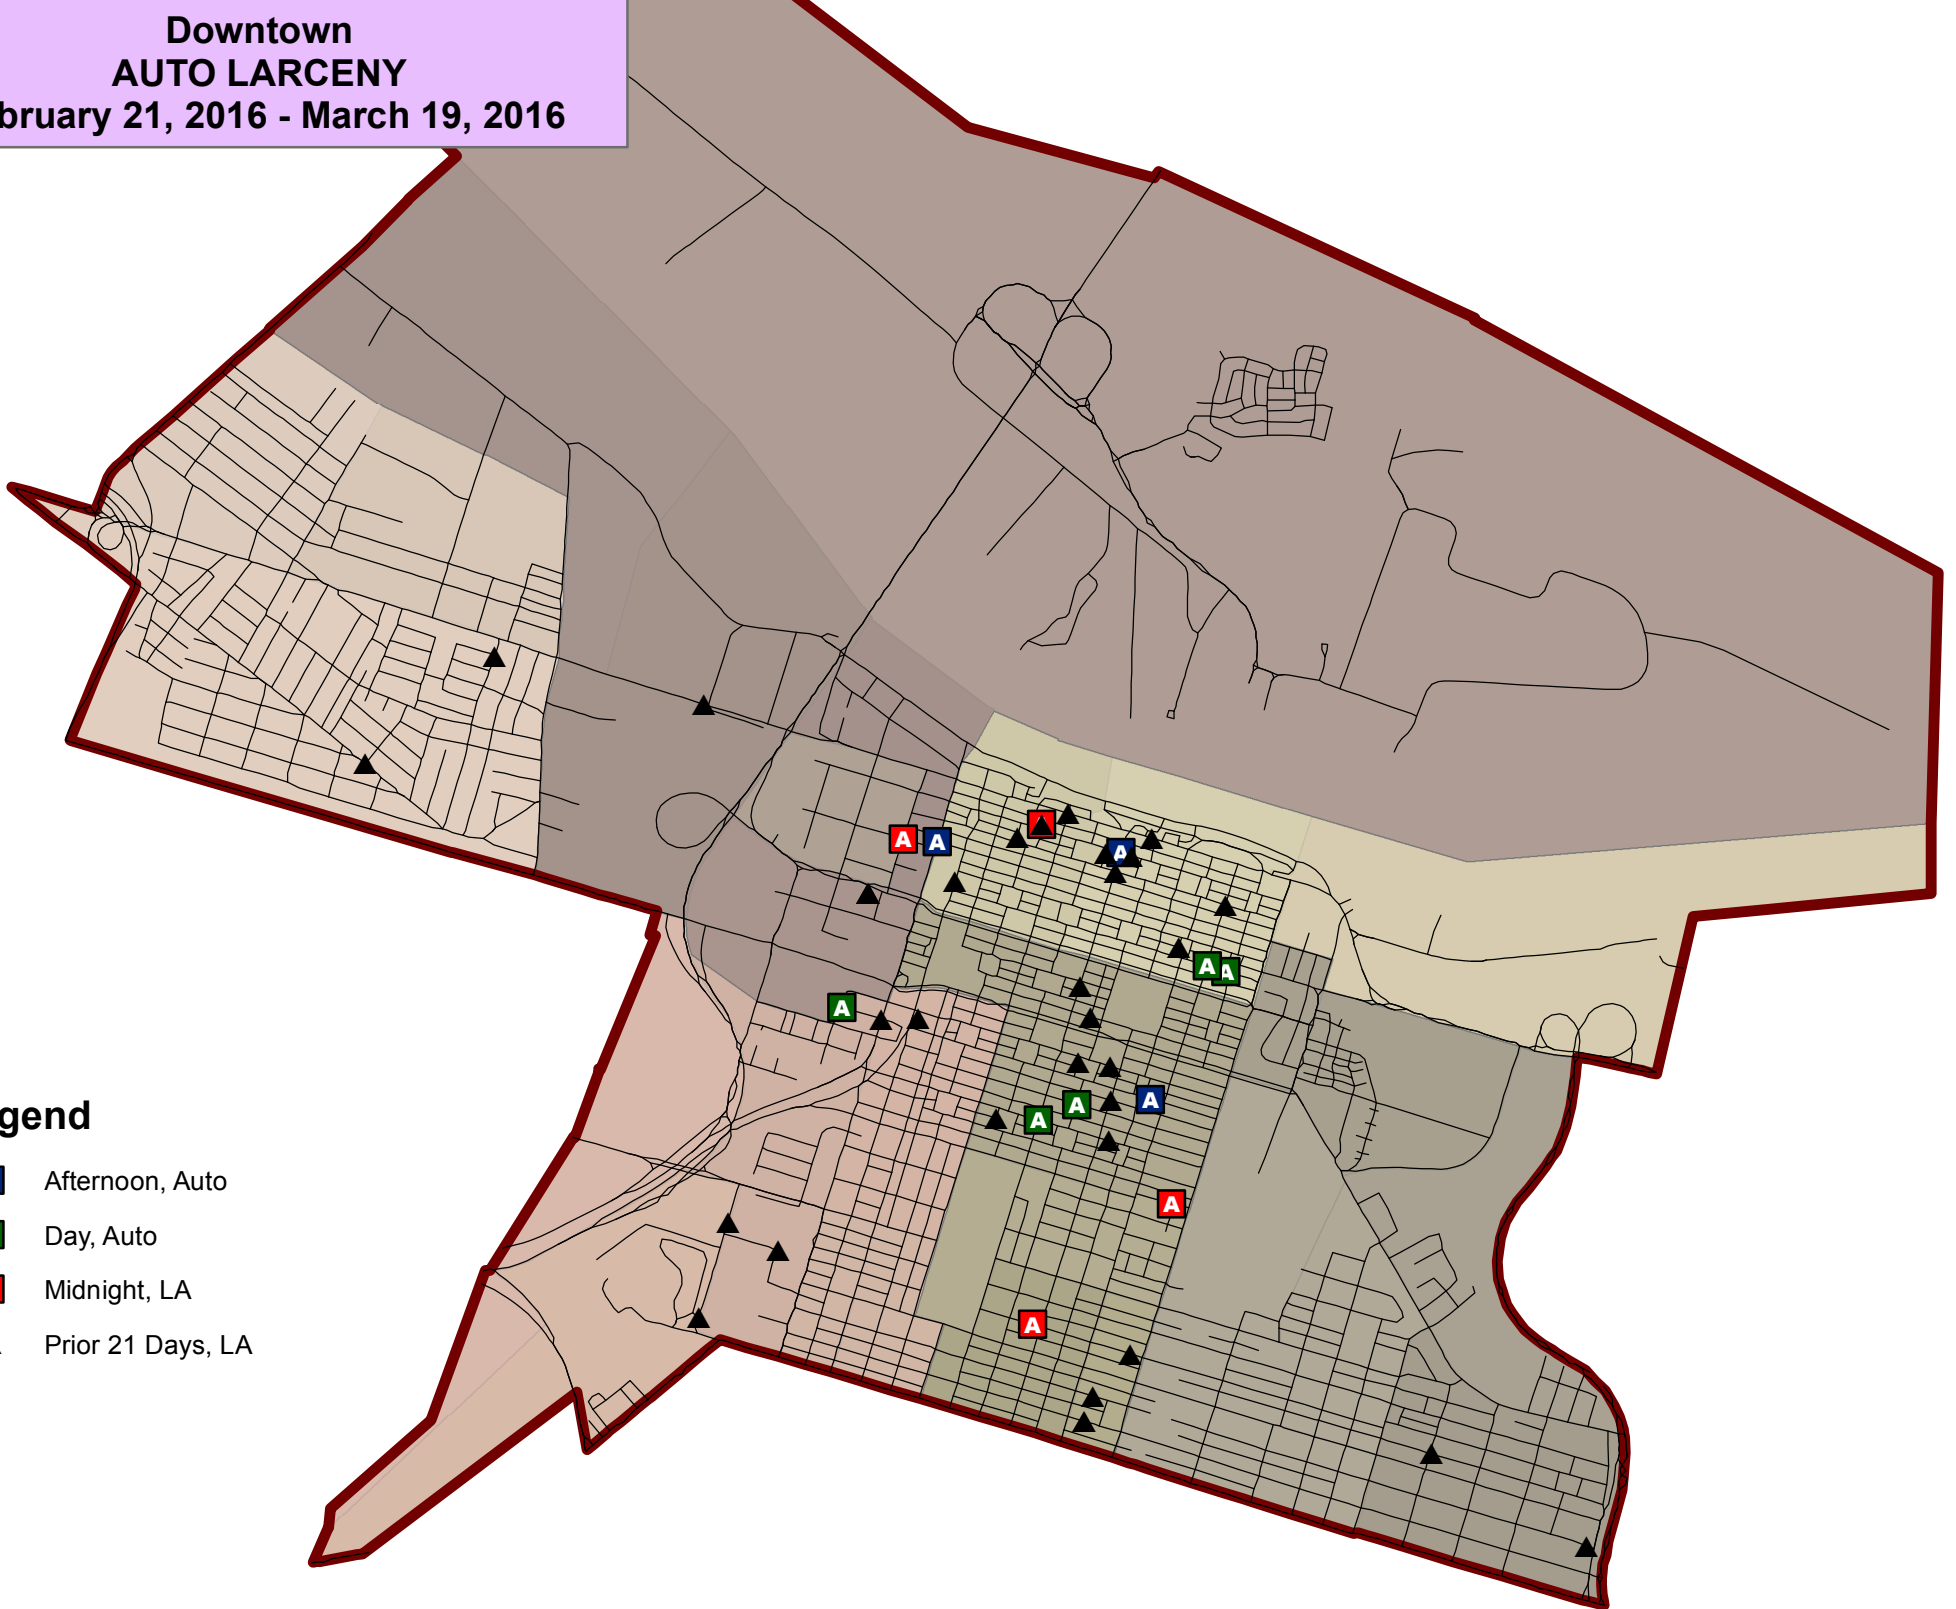 Downtown
AUTO LARCENY
bruary 21, 2016 - March 19, 2016
A
A
A
A
A
A
A
A
A
A
A
gend
Afternoon, Auto
Day, Auto
Midnight, LA
Prior 21 Days, LA